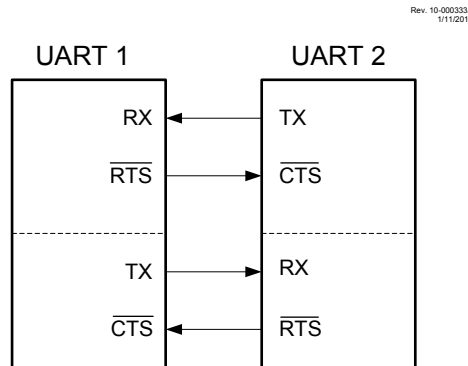 Rev. 10-000333
1/11/201
UART 1 UART 2
RX TX
RTS CTS
TX RX
CTS RTS